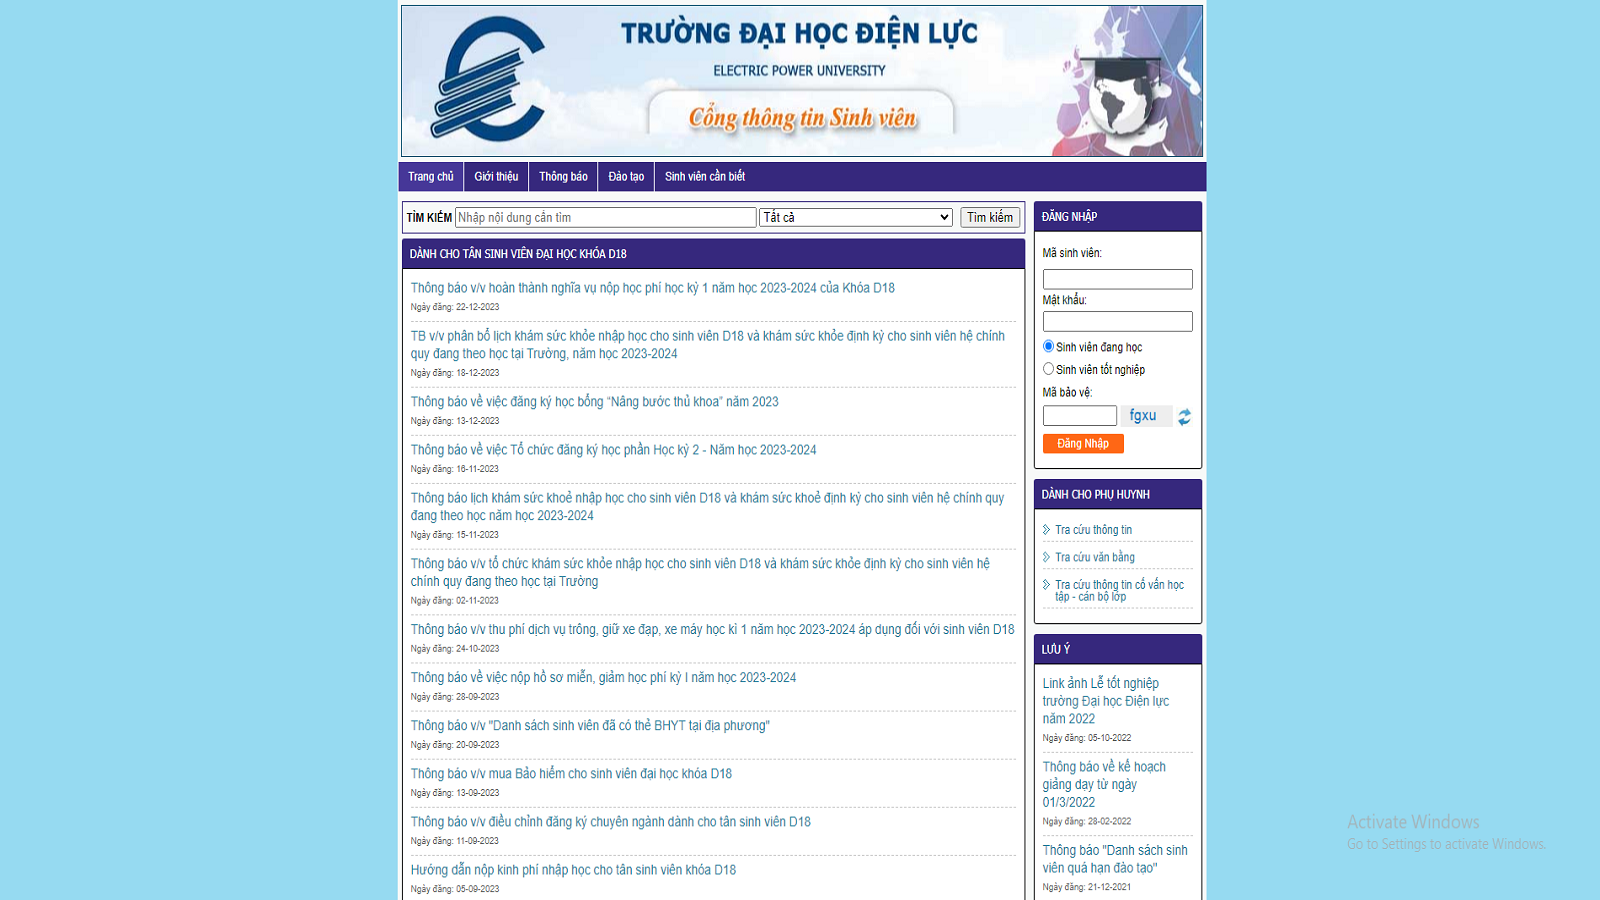 TRƯỜNG ĐẠI HỌC ĐIỆN LỰC
ELECTRIC POWER UNIVERSITY
Cổng thông tin Sinh viên
Trang chủ
Giới thiệu
Thông báo
Đào tạo
Sinh viên cần biết
TÌM KIẾM
Nhập nội dung cần tìm
Tất cả
Tìm kiếm
DÀNH CHO TÂN SINH VIÊN ĐẠI HỌC KHÓA D18
Thông báo v/v hoàn thành nghĩa vụ nộp học phí học kỳ 1 năm học 2023-2024 của Khóa D18
Ngày đăng: 22-12-2023
TB v/v phân bổ lịch khám sức khỏe nhập học cho sinh viên D18 và khám sức khỏe định kỳ cho sinh viên hệ chính
quy đang theo học tại Trường, năm học 2023-2024
Ngày đăng: 18-12-2023
Thông báo về việc đăng ký học bổng “Nâng bước thủ khoa” năm 2023
Ngày đăng: 13-12-2023
Thông báo về việc Tổ chức đăng ký học phần Học kỳ 2 - Năm học 2023-2024
Ngày đăng: 16-11-2023
Thông báo lịch khám sức khoẻ nhập học cho sinh viên D18 và khám sức khoẻ định kỳ cho sinh viên hệ chính quy
đang theo học năm học 2023-2024
Ngày đăng: 15-11-2023
Thông báo v/v tổ chức khám sức khỏe nhập học cho sinh viên D18 và khám sức khỏe định kỳ cho sinh viên hệ
chính quy đang theo học tại Trường
Ngày đăng: 02-11-2023
Thông báo v/v thu phí dịch vụ trông, giữ xe đạp, xe máy học kì 1 năm học 2023-2024 áp dụng đối với sinh viên D18
Ngày đăng: 24-10-2023
Thông báo về việc nộp hồ sơ miễn, giảm học phí kỳ I năm học 2023-2024
Ngày đăng: 28-09-2023
Thông báo v/v "Danh sách sinh viên đã có thẻ BHYT tại địa phương"
Ngày đăng: 20-09-2023
Thông báo v/v mua Bảo hiểm cho sinh viên đại học khóa D18
Ngày đăng: 13-09-2023
Thông báo v/v điều chỉnh đăng ký chuyên ngành dành cho tân sinh viên D18
Ngày đăng: 11-09-2023
Hướng dẫn nộp kinh phí nhập học cho tân sinh viên khóa D18
Ngày đăng: 05-09-2023
ĐĂNG NHẬP
Mã sinh viên:
Mật khẩu:
Sinh viên đang học
Sinh viên tốt nghiệp
Mã bảo vệ:
fgxu
Đăng Nhập
DÀNH CHO PHỤ HUYNH
Tra cứu thông tin
Tra cứu văn bằng
Tra cứu thông tin cố vấn học
tập - cán bộ lớp
LƯU Ý
Link ảnh Lễ tốt nghiệp
trường Đại học Điện lực
năm 2022
Ngày đăng: 05-10-2022
Thông báo về kế hoạch
giảng dạy từ ngày
01/3/2022
Ngày đăng: 28-02-2022
Thông báo "Danh sách sinh
viên quá hạn đào tạo"
Ngày đăng: 21-12-2021
Activate Windows
Go to Settings to activate Windows.